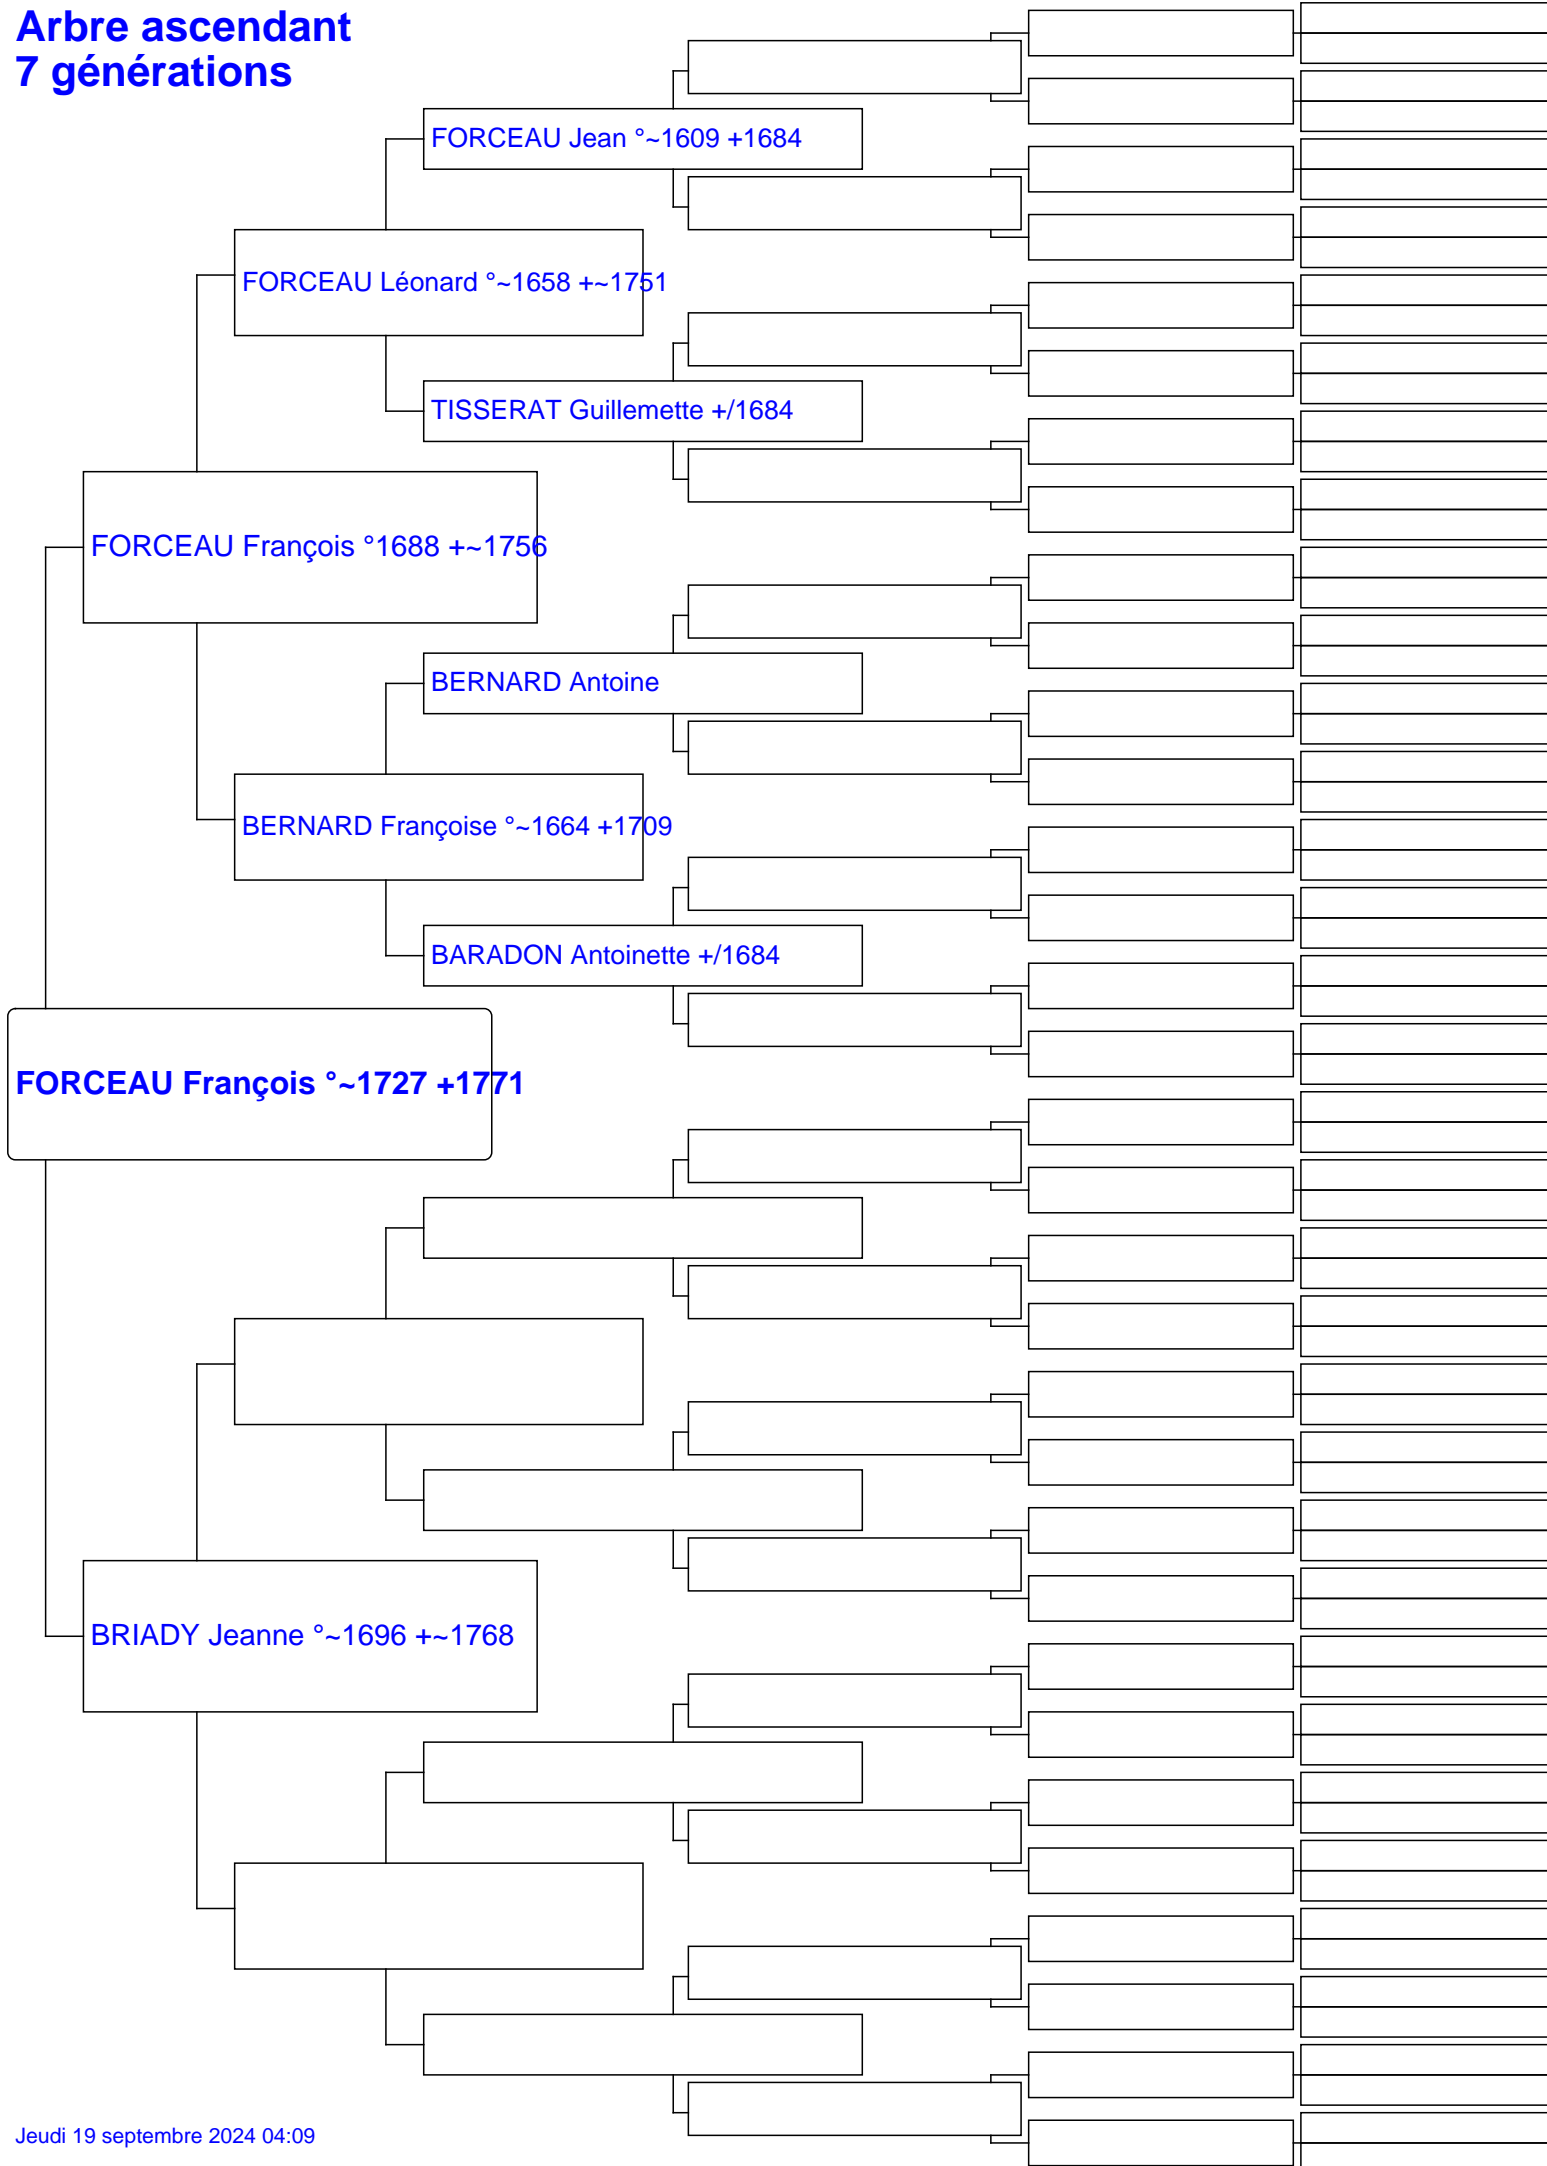 Arbre ascendant
7 générations
FORCEAU Jean °~1609 +1684
FORCEAU Léonard °~1658 +~1751
TISSERAT Guillemette +/1684
FORCEAU François °1688 +~1756
BERNARD Antoine
BERNARD Françoise °~1664 +1709
BARADON Antoinette +/1684
FORCEAU François °~1727 +1771
BRIADY Jeanne °~1696 +~1768
Jeudi 19 septembre 2024 04:09